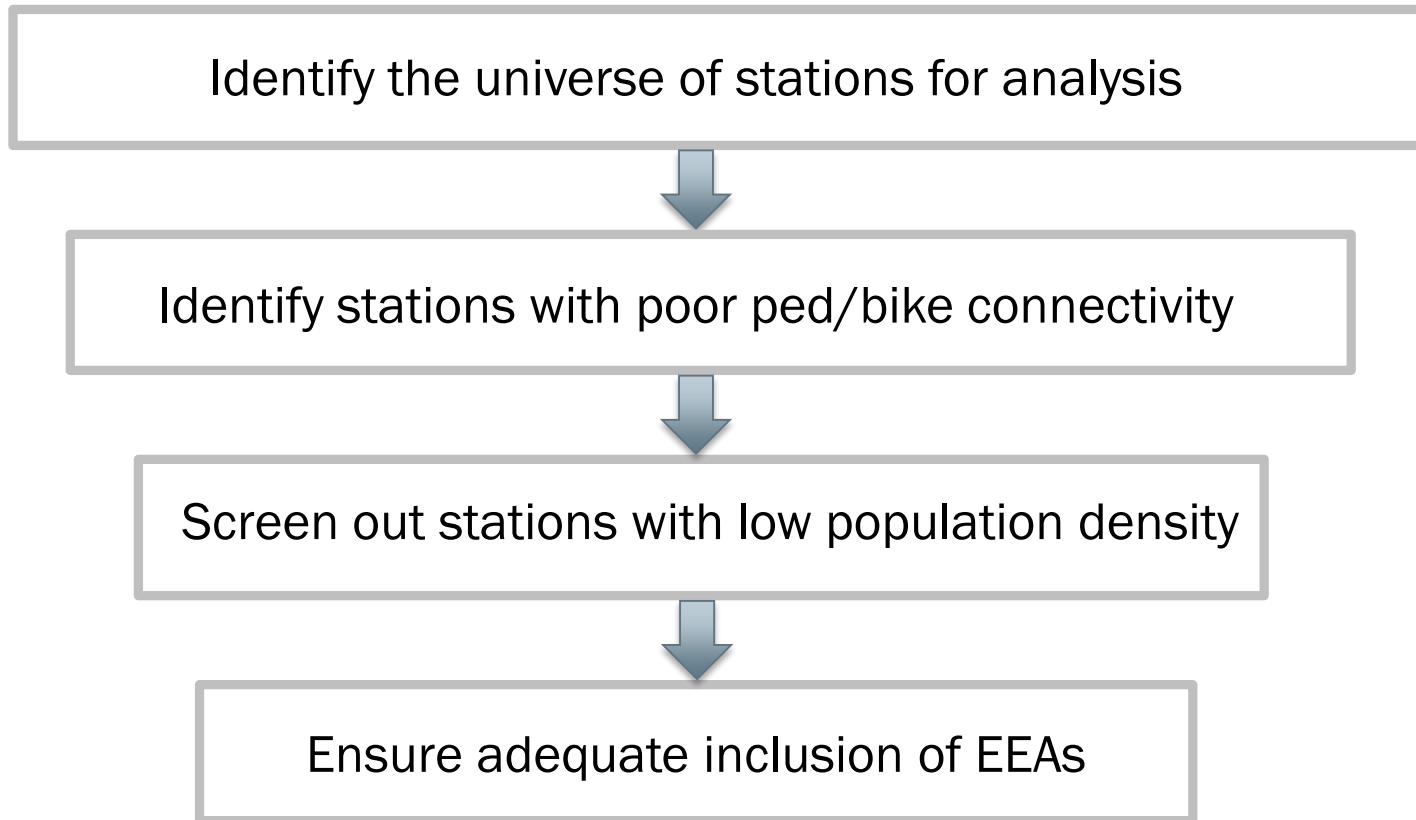 Identify the universe of stations for analysis
Identify stations with poor ped/bike connectivity
Screen out stations with low population density
Ensure adequate inclusion of EEAs